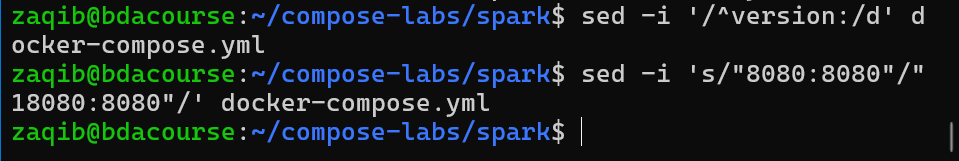 zaqib@bdacourse:~/compose-labs/spark$ sed -i '/^version:/d' d
ocker-compose.yml
zaqib@bdacourse:~/compose-labs/spark$ sed -i 's/"8080:8080"/"
18080:8080"/' docker-compose.yml
zaqib@bdacourse:~/compose-labs/spark$